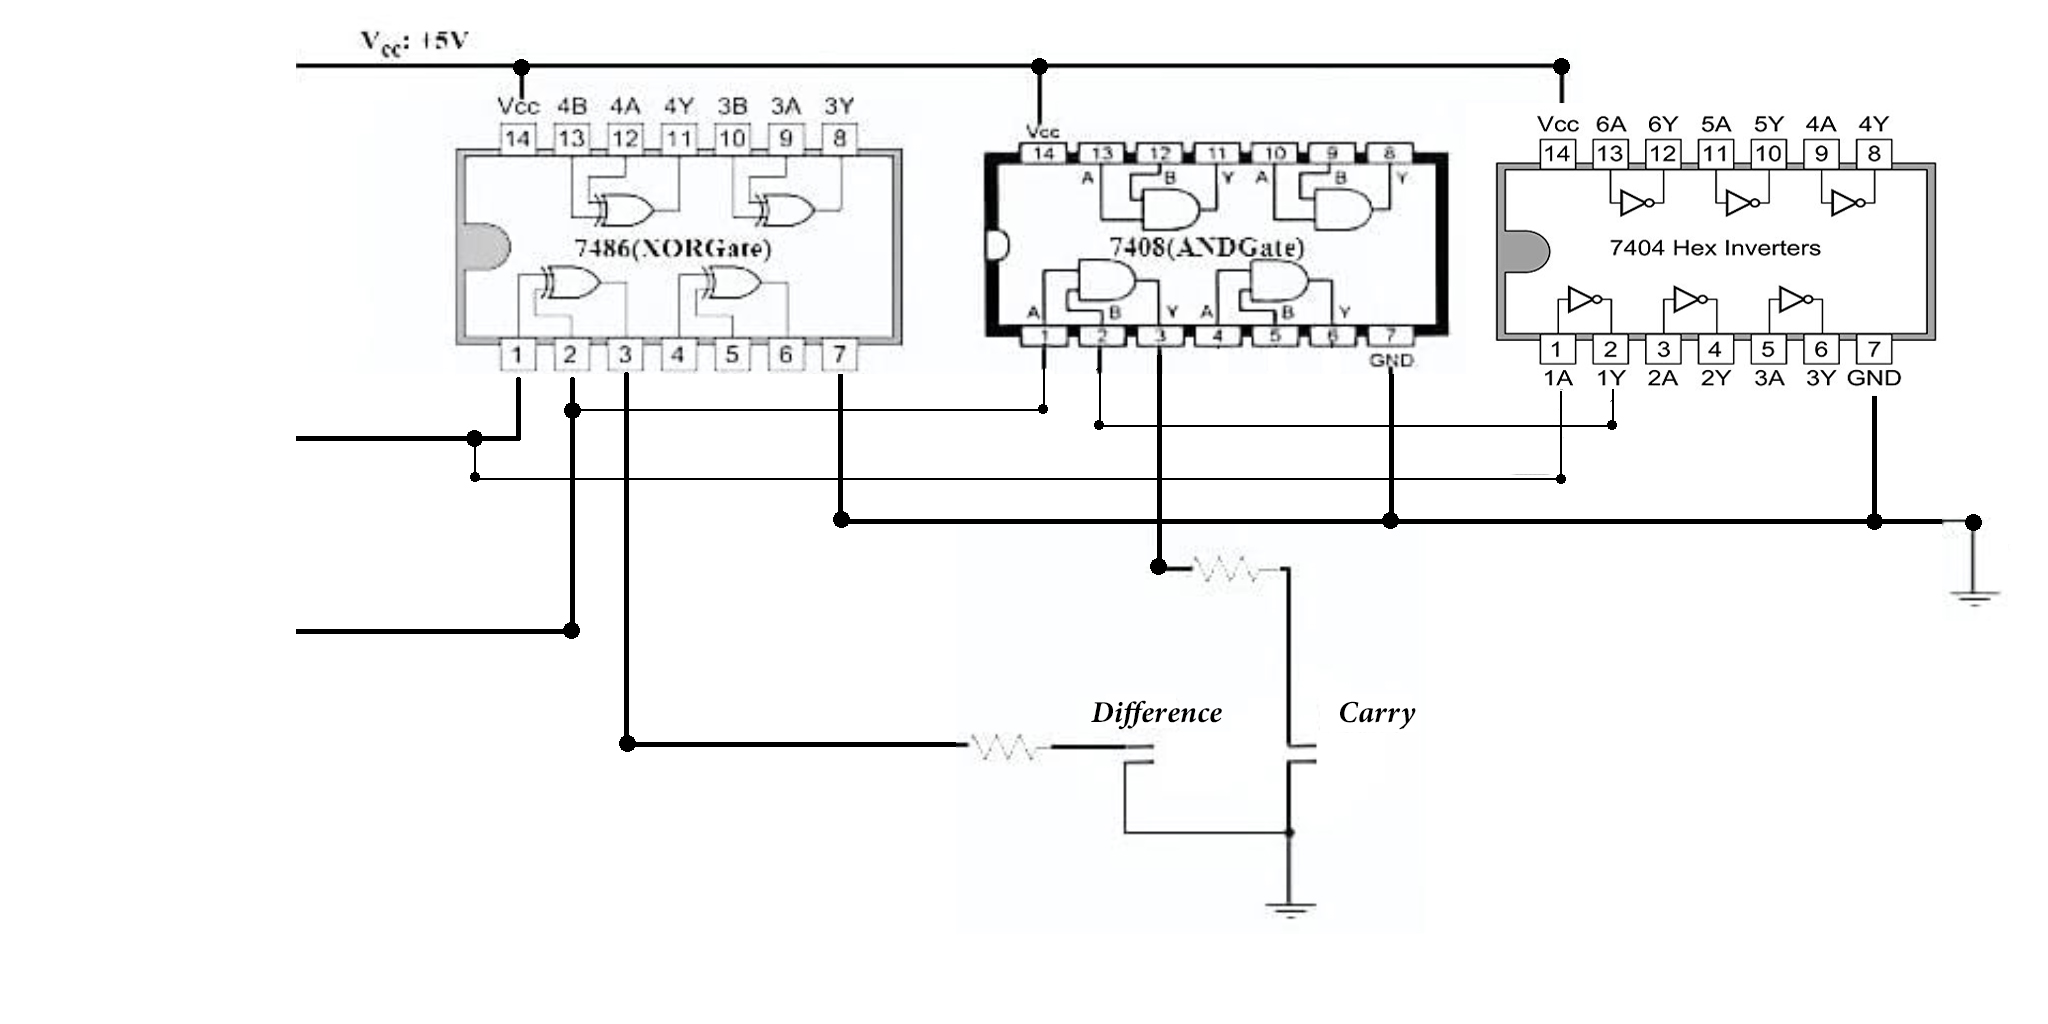 Vcc: +5V
Vcc 4B 4A 4Y 3B 3A 3Y
14 13 12 11 10 9 8
7486(XORGate)
1 2 3 4 5 6 7
Vcc
14 13 12 11 10 9 8
A B Y A B Y
7408(ANDGate)
A B Y A B Y
1 2 3 4 5 6 7
GND
Vcc 6A 6Y 5A 5Y 4A 4Y
14 13 12 11 10 9 8
7404 Hex Inverters
1 2 3 4 5 6 7
1A 1Y 2A 2Y 3A 3Y GND
Difference Carry